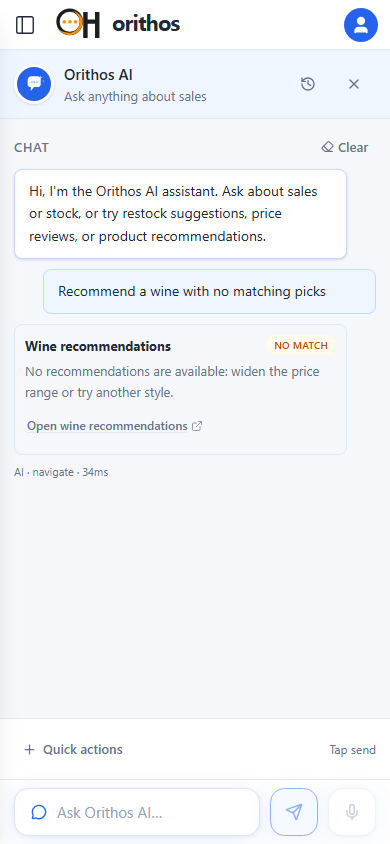 OH orithos
Orithos AI
Ask anything about sales
CHAT
Clear
Hi, I'm the Orithos AI assistant. Ask about sales
or stock, or try restock suggestions, price
reviews, or product recommendations.
Recommend a wine with no matching picks
Wine recommendations
NO MATCH
No recommendations are available: widen the price
range or try another style.
Open wine recommendations
AI · navigate · 34ms
Quick actions
Tap send
Ask Orithos AI...